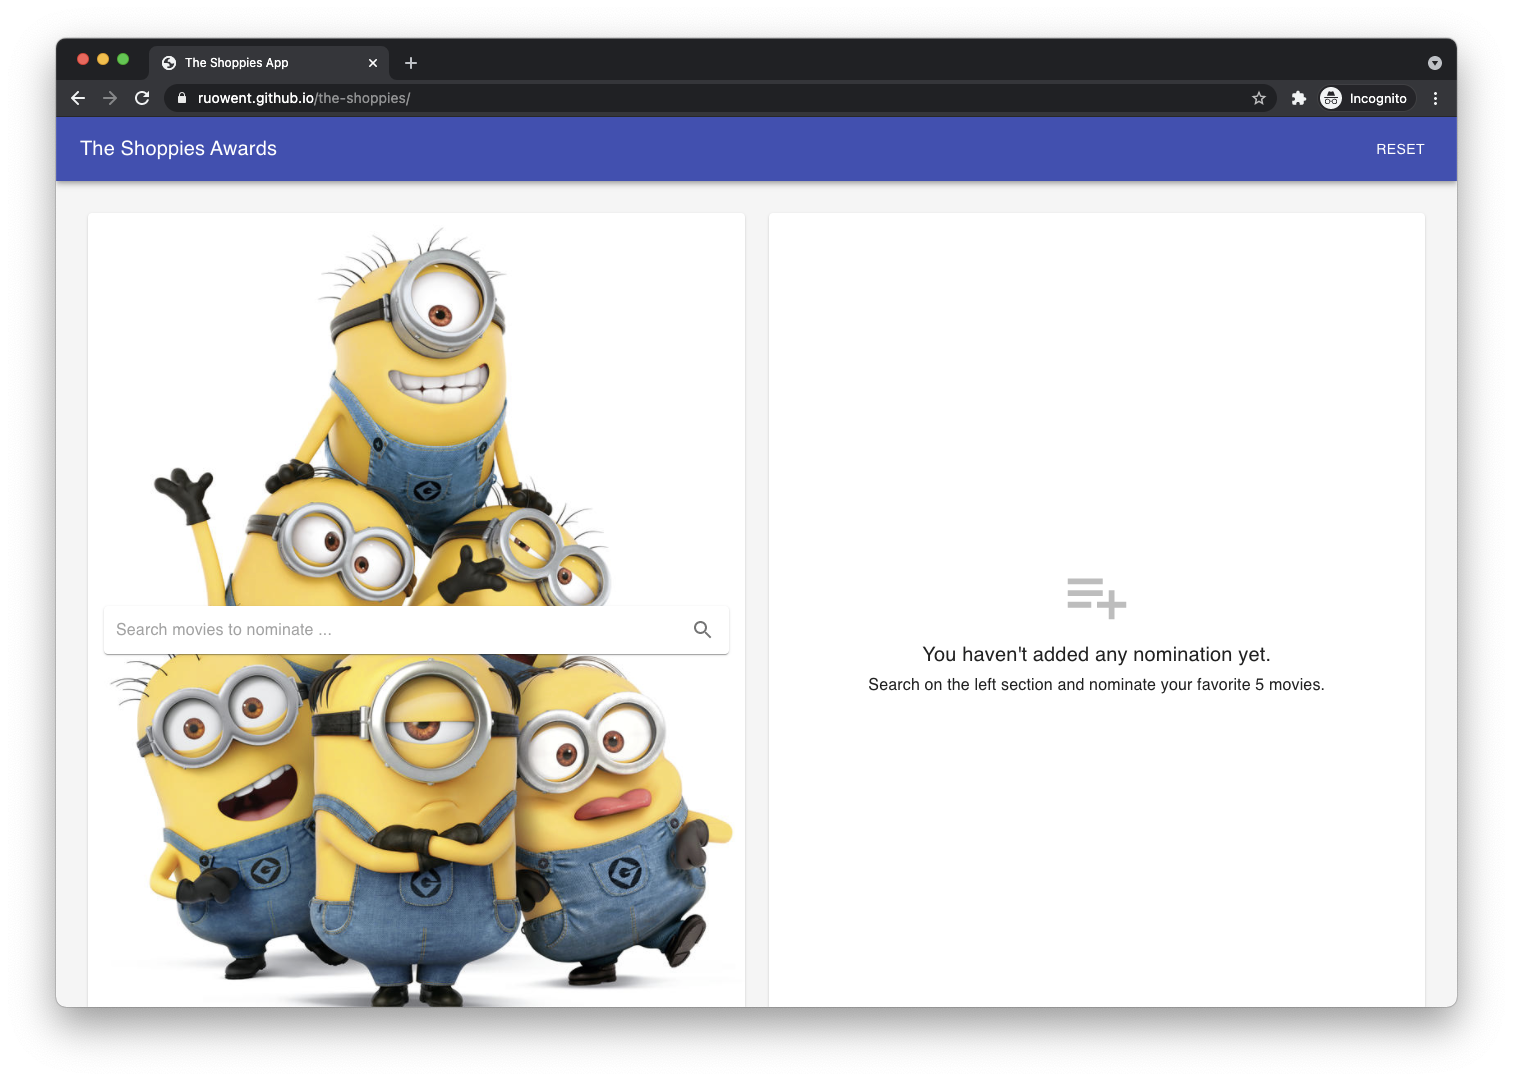 The Shoppies App
ruowent.github.io/the-shoppies/
Incognito
The Shoppies Awards
RESET
Search movies to nominate ...
You haven't added any nomination yet.
Search on the left section and nominate your favorite 5 movies.